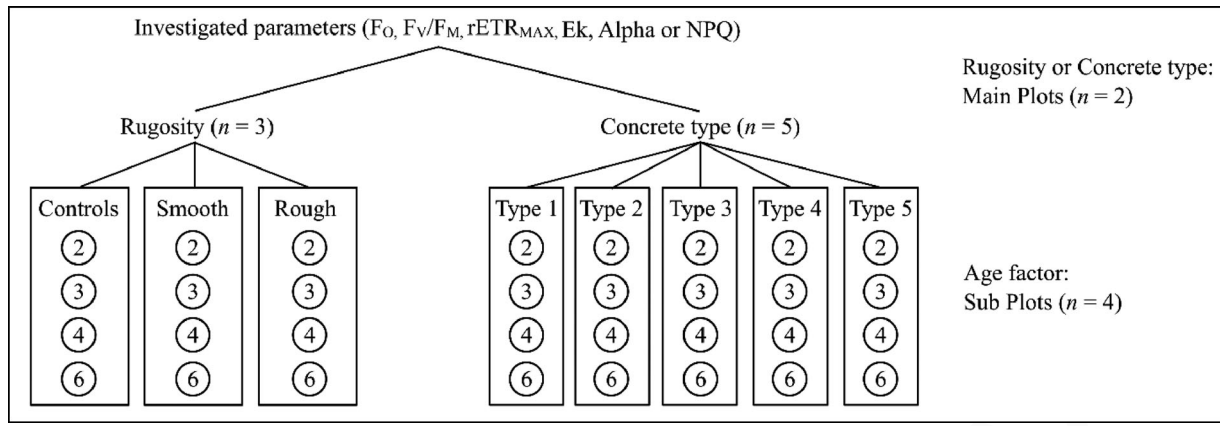 Investigated parameters (FO, FV/FM, rETRMAX, Ek, Alpha or NPQ)
Rugosity or Concrete type:
Main Plots (n = 2)
Rugosity (n = 3)
Concrete type (n = 5)
Controls Smooth Rough Type 1 Type 2 Type 3 Type 4 Type 5
2 2 2 2 2 2 2 2
3 3 3 3 3 3 3 3
4 4 4 4 4 4 4 4
6 6 6 6 6 6 6 6
Age factor:
Sub Plots (n = 4)